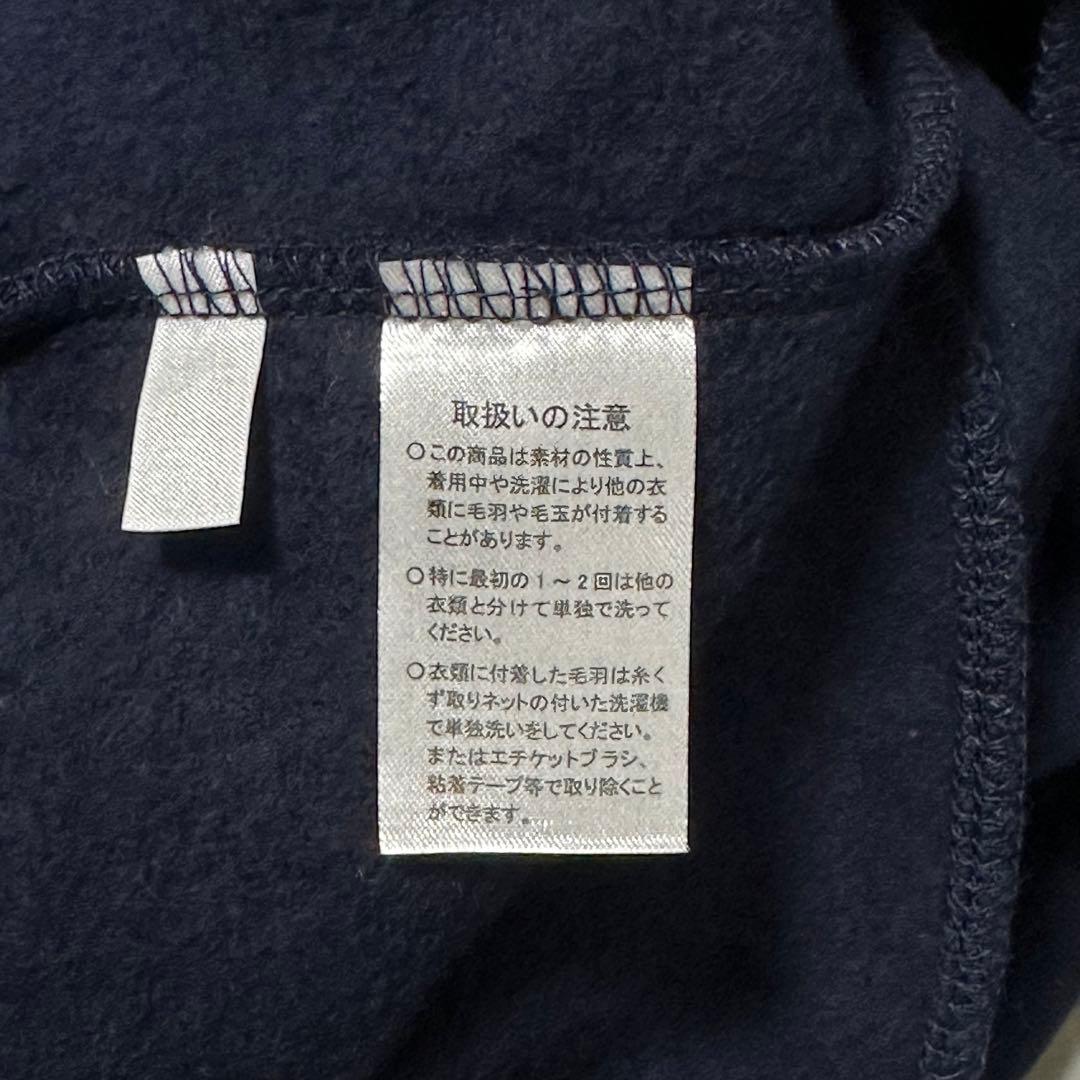 取扱いの注意
○この商品は素材の性質上、
着用中や洗濯により他の衣
類に毛羽や毛玉が付着する
ことがあります。
○特に最初の1～2回は他の
衣類と分けて単独で洗って
ください。
○衣類に付着した毛羽は糸く
ず取りネットの付いた洗濯機
で単独洗いをしてください。
またはエチケットブラシ、
粘着テープ等で取り除くこと
ができます。